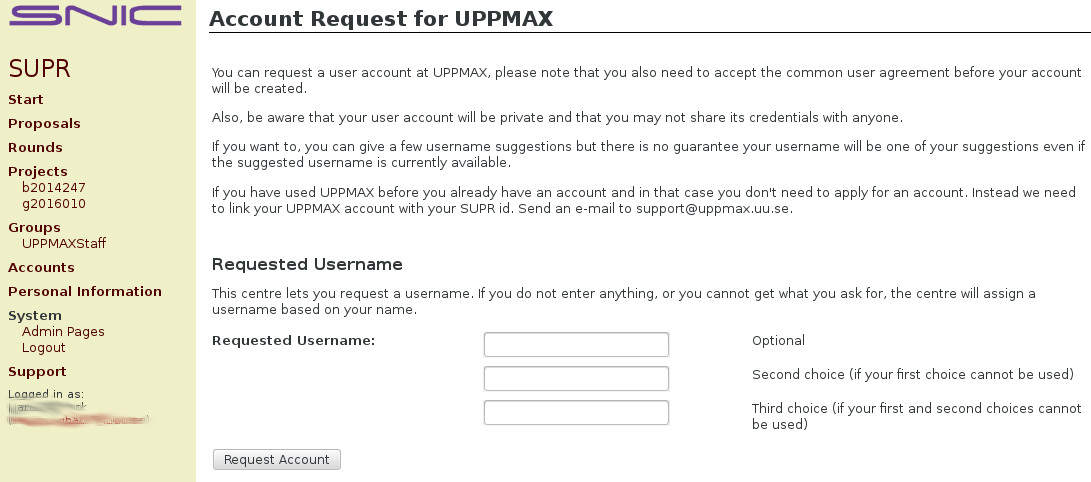 SNIC
SUPR
Start
Proposals
Rounds
Projects
b2014247
g2016010
Groups
UPPMAXStaff
Accounts
Personal Information
System
Admin Pages
Logout
Support
Logged in as:
Account Request for UPPMAX
You can request a user account at UPPMAX, please note that you also need to accept the common user agreement before your account
will be created.
Also, be aware that your user account will be private and that you may not share its credentials with anyone.
If you want to, you can give a few username suggestions but there is no guarantee your username will be one of your suggestions even if
the suggested username is currently available.
If you have used UPPMAX before you already have an account and in that case you don't need to apply for an account. Instead we need
to link your UPPMAX account with your SUPR id. Send an e-mail to support@uppmax.uu.se.
Requested Username
This centre lets you request a username. If you do not enter anything, or you cannot get what you ask for, the centre will assign a
username based on your name.
Requested Username:
Optional
Second choice (if your first choice cannot be used)
Third choice (if your first and second choices cannot
be used)
Request Account